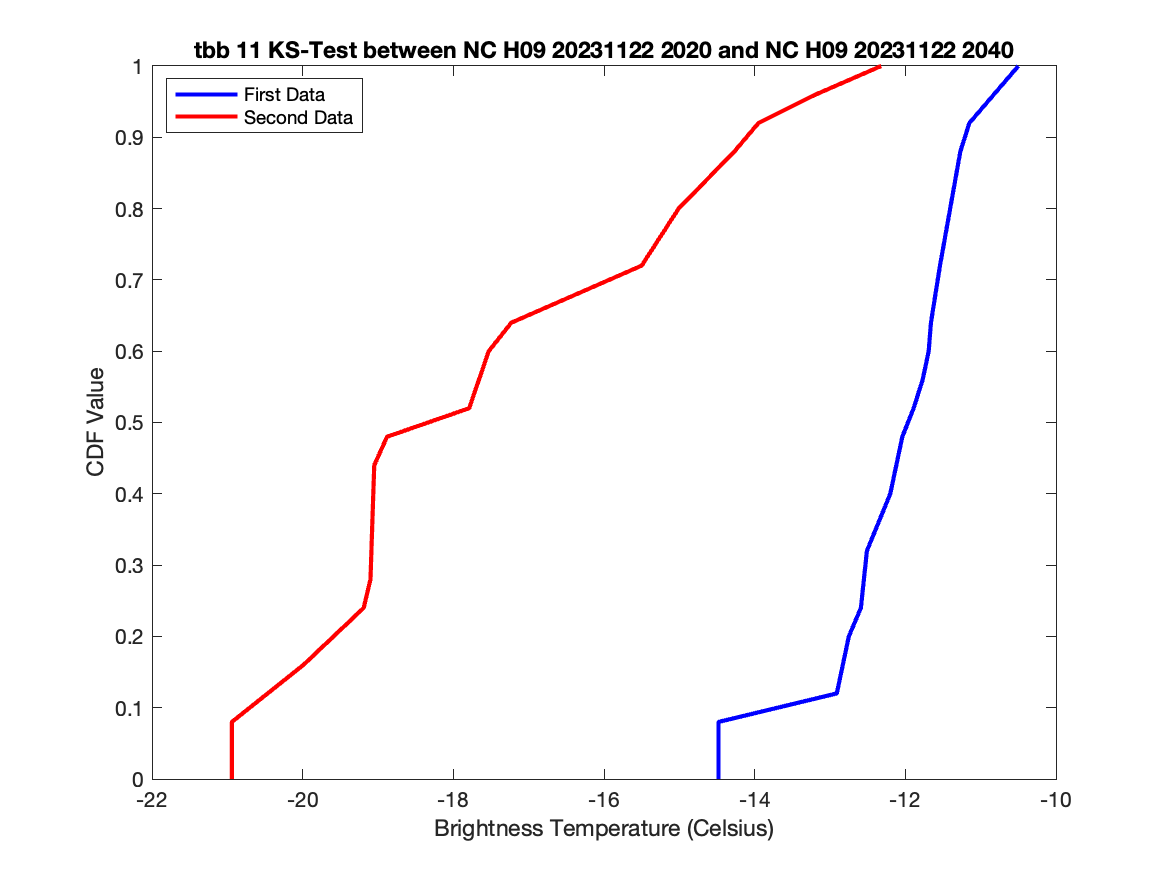 tbb 11 KS-Test between NC H09 20231122 2020 and NC H09 20231122 2040
First Data
Second Data
CDF Value
1
0.9
0.8
0.7
0.6
0.5
0.4
0.3
0.2
0.1
0
-22 -20 -18 -16 -14 -12 -10
Brightness Temperature (Celsius)